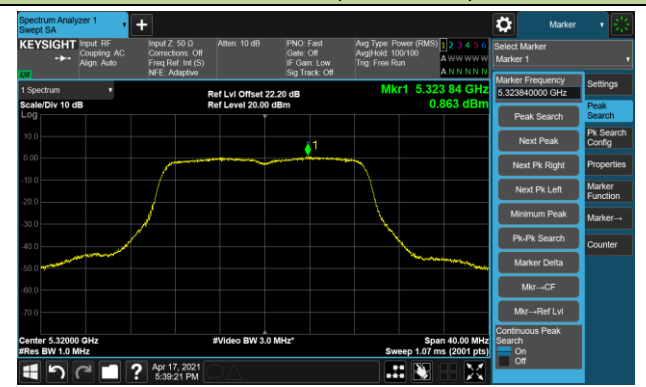 Spectrum Analyzer 1
Swept SA
Marker
KEYSIGHT
Input: RF
Coupling: AC
Align: Auto
Input Z: 50 Ω
Corrections: Off
Freq Ref: Int (S)
NFE: Adaptive
Atten: 10 dB
PNO: Fast
Gate: Off
IF Gain: Low
Sig Track: Off
Avg Type: Power (RMS)
Avg|Hold: 100/100
Trig: Free Run
1 2 3 4 5 6
A W W W W W
A N N N N N
LXI
Select Marker
Marker 1
1 Spectrum
Scale/Div 10 dB
Log
Ref Lvl Offset 22.20 dB
Ref Level 20.00 dBm
Mkr1 5.323 84 GHz
0.863 dBm
Marker Frequency
5.323840000 GHz
Settings
Peak Search
Peak
Search
Next Peak
Pk Search
Config
Next Pk Right
Properties
Next Pk Left
Marker
Function
Minimum Peak
Marker→
Pk-Pk Search
Counter
Marker Delta
Mkr→CF
Mkr→Ref Lvl
Continuous Peak
Search
On
Off
10.0
0.00
-10.0
-20.0
-30.0
-40.0
-50.0
-60.0
-70.0
1
Center 5.32000 GHz
#Res BW 1.0 MHz
#Video BW 3.0 MHz*
Span 40.00 MHz
Sweep 1.07 ms (2001 pts)
?
Apr 17, 2021
5:39:21 PM